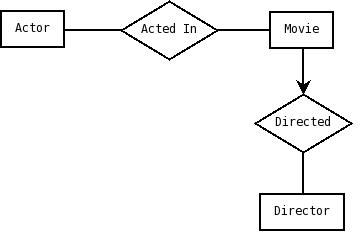 Actor
Acted In
Movie
Directed
Director